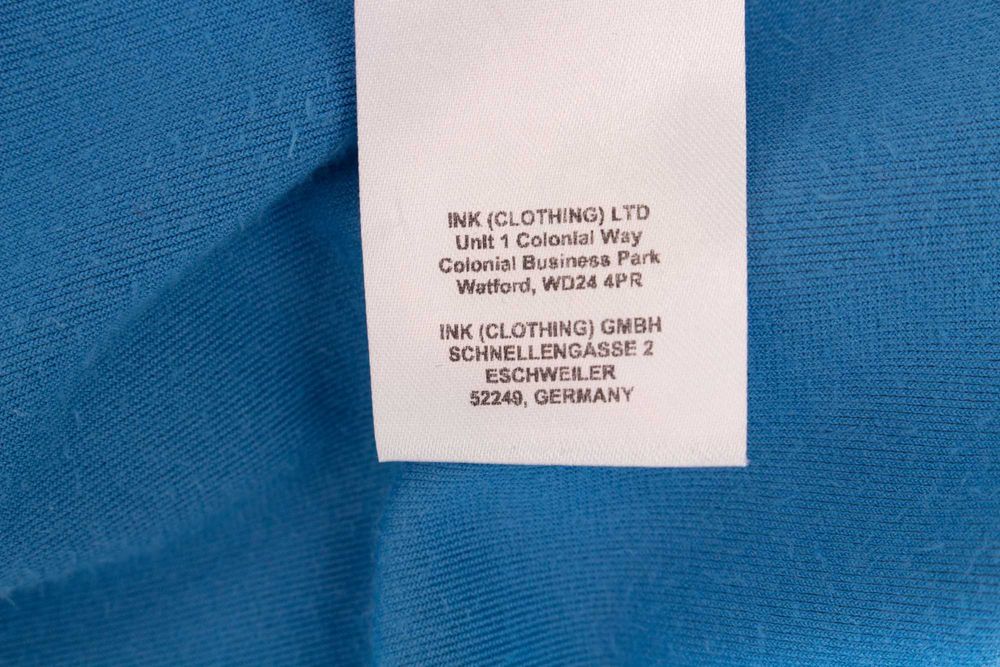 INK (CLOTHING) LTD
Unit 1 Colonial Way
Colonial Business Park
Watford, WD24 4PR
INK (CLOTHING) GMBH
SCHNELLENGASSE 2
ESCHWEILER
52249, GERMANY